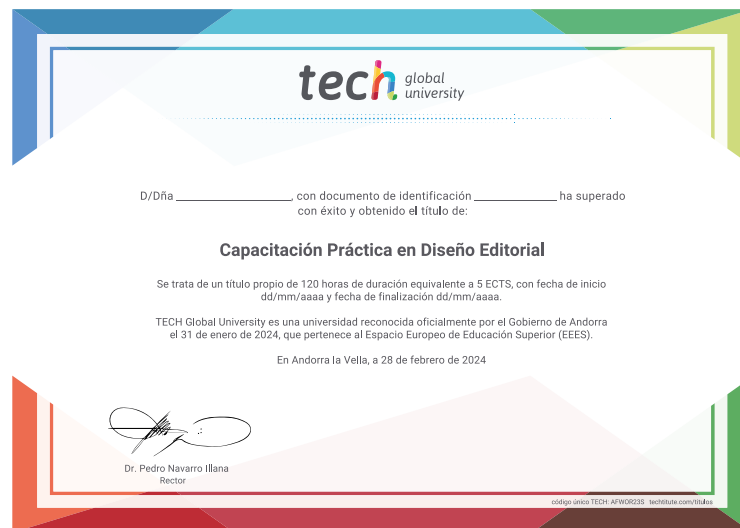 tech global university
D/Dña ____________________, con documento de identificación ______________ ha superado
con éxito y obtenido el título de:
Capacitación Práctica en Diseño Editorial
Se trata de un título propio de 120 horas de duración equivalente a 5 ECTS, con fecha de inicio
dd/mm/aaaa y fecha de finalización dd/mm/aaaa.
TECH Global University es una universidad reconocida oficialmente por el Gobierno de Andorra
el 31 de enero de 2024, que pertenece al Espacio Europeo de Educación Superior (EEES).
En Andorra la Vella, a 28 de febrero de 2024
Dr. Pedro Navarro Illana
Rector
código único TECH: AFWOR23S techtitute.com/titulos